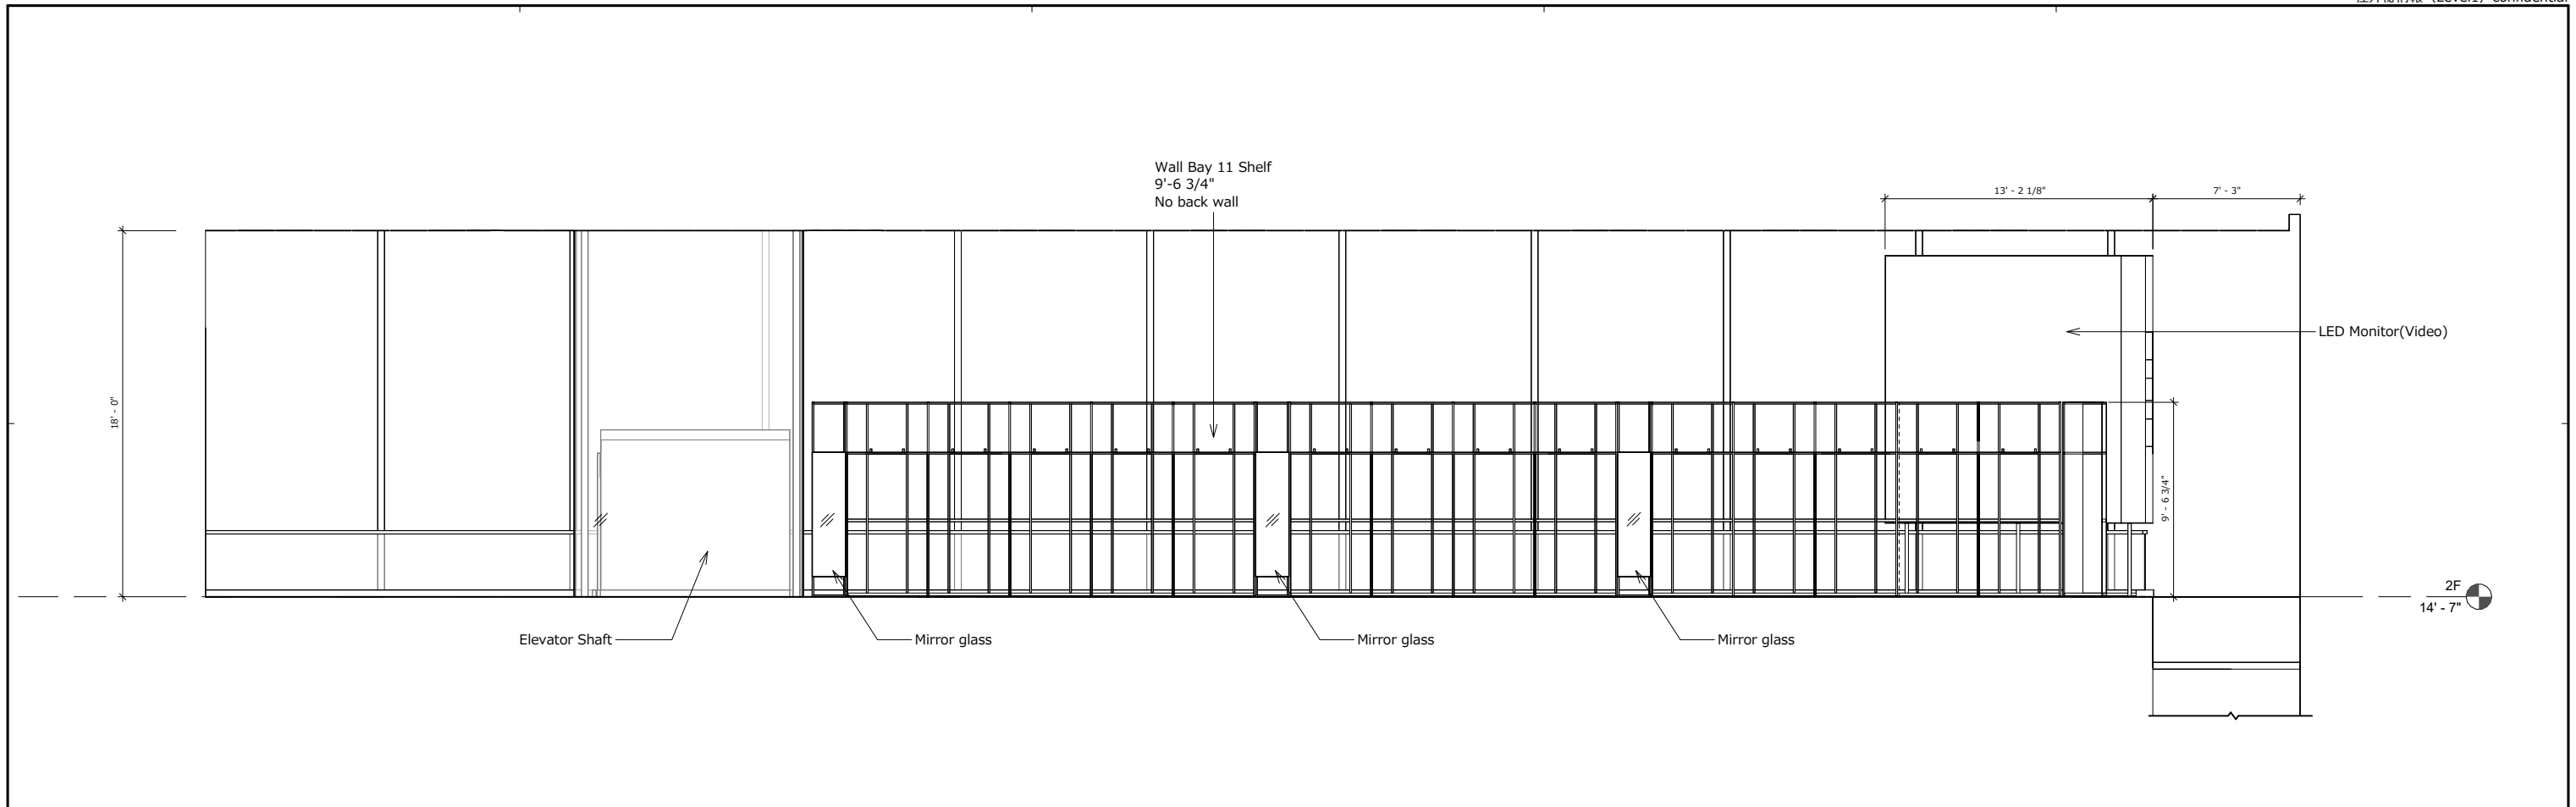 Wall Bay 11 Shelf
9'-6 3/4"
No back wall
13' - 2 1/8"
7' - 3"
LED Monitor(Video)
18' - 0"
9' - 6 3/4"
2F
14' - 7"
Elevator Shaft
Mirror glass
Mirror glass
Mirror glass